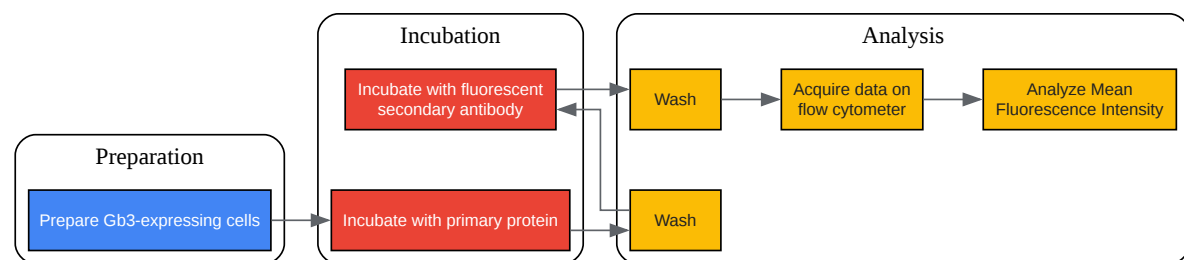 Preparation
Prepare Gb3-expressing cells
Incubation
Incubate with fluorescent
secondary antibody
Incubate with primary protein
Analysis
Wash
Acquire data on
flow cytometer
Analyze Mean
Fluorescence Intensity
Wash